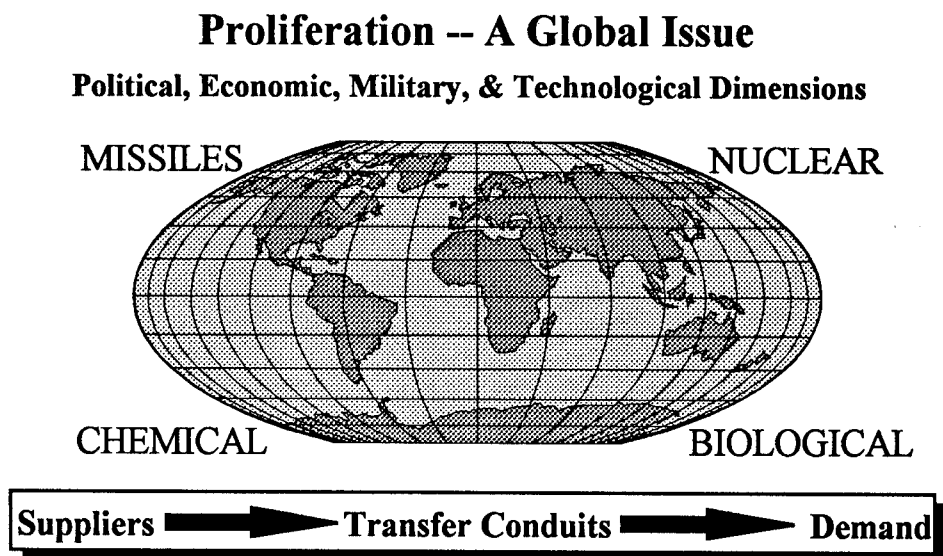 Proliferation -- A Global Issue
Political, Economic, Military, & Technological Dimensions
MISSILES
NUCLEAR
CHEMICAL
BIOLOGICAL
Suppliers Transfer Conduits Demand